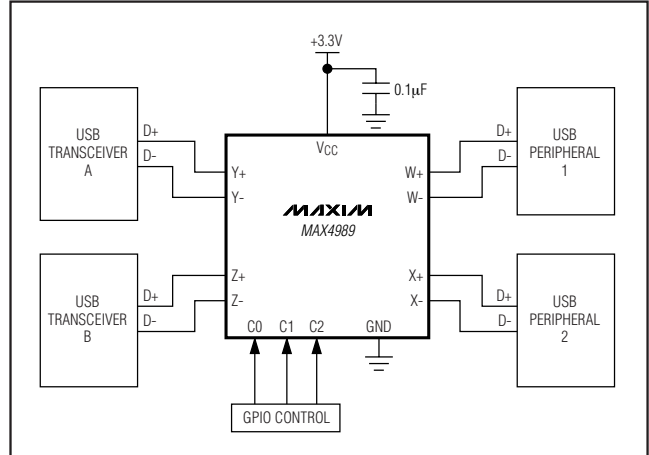 +3.3V
0.1μF
USB
TRANSCEIVER
A
D+
D-
VCC
Y+
Y-
W+
W-
D+
D-
USB
PERIPHERAL
1
MAXIM
MAX4989
USB
TRANSCEIVER
B
D+
D-
Z+
Z-
X+
X-
D+
D-
USB
PERIPHERAL
2
C0 C1 C2 GND
GPIO CONTROL